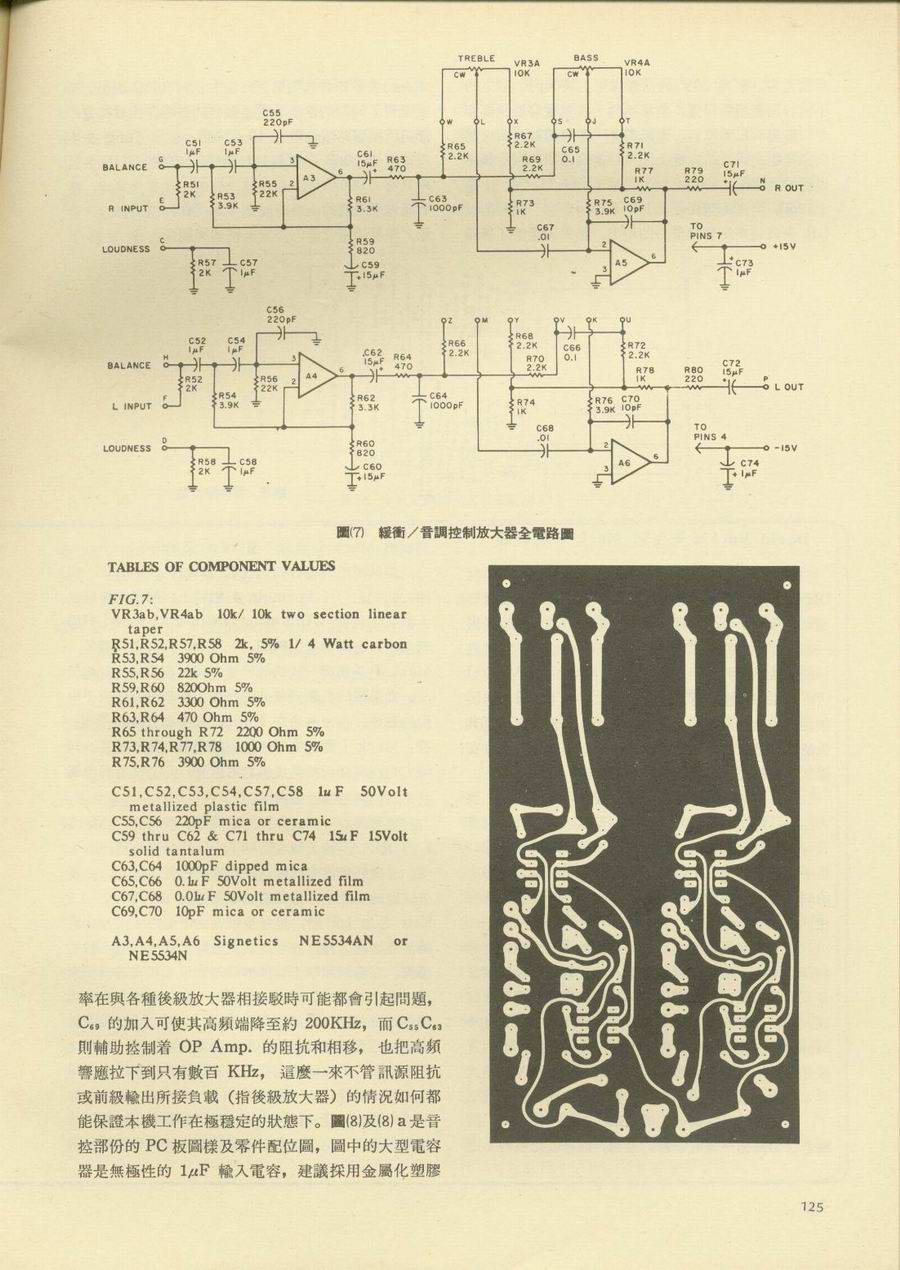 TREBLE
VR3A
10K
CW
BASS
VR4A
10K
CW
W
L
X
S
J
T
C55
220pF
C51
1μF
C53
1μF
BALANCE
G
R51
2K
R INPUT
E
R53
3.9K
R55
22K
3
2
A3
6
C61
15μF
+
R63
470
R61
3.3K
C63
1000pF
R59
820
C59
+15μF
LOUDNESS
C
R57
2K
C57
1μF
R65
2.2K
R67
2.2K
R69
2.2K
C65
0.1
R71
2.2K
R73
1K
R77
1K
R75
3.9K
C69
10pF
C67
.01
2
3
A5
6
R79
220
C71
15μF
+
N
R OUT
TO
PINS 7
+15V
+
C73
1μF
C56
220pF
C52
1μF
C54
1μF
BALANCE
H
R52
2K
L INPUT
F
R54
3.9K
R56
22K
3
2
A4
6
C62
15μF
+
R64
470
R62
3.3K
C64
1000pF
R60
820
C60
+15μF
LOUDNESS
D
R58
2K
C58
1μF
Z
M
Y
V
K
U
R66
2.2K
R68
2.2K
R70
2.2K
C66
0.1
R72
2.2K
R74
1K
R78
1K
R76
3.9K
C70
10pF
C68
.01
2
3
A6
6
R80
220
C72
15μF
+
P
L OUT
TO
PINS 4
-15V
C74
+ 1μF
圖(7) 緩衝／音調控制放大器全電路圖
TABLES OF COMPONENT VALUES
FIG.7:
VR3ab,VR4ab 10k/ 10k two section linear
taper
R51,R52,R57,R58 2k, 5% 1/ 4 Watt carbon
R53,R54 3900 Ohm 5%
R55,R56 22k 5%
R59,R60 820Ohm 5%
R61,R62 3300 Ohm 5%
R63,R64 470 Ohm 5%
R65 through R72 2200 Ohm 5%
R73,R74,R77,R78 1000 Ohm 5%
R75,R76 3900 Ohm 5%
C51,C52,C53,C54,C57,C58 1uF 50Volt
metallized plastic film
C55,C56 220pF mica or ceramic
C59 thru C62 & C71 thru C74 15uF 15Volt
solid tantalum
C63,C64 1000pF dipped mica
C65,C66 0.1uF 50Volt metallized film
C67,C68 0.01uF 50Volt metallized film
C69,C70 10pF mica or ceramic
A3,A4,A5,A6 Signetics NE5534AN or
NE5534N
率在與各種後級放大器相接駁時可能都會引起問題，
C₆₉ 的加入可使其高頻端降至約 200KHz，而C₅₅C₆₃
則輔助控制着 OP Amp. 的阻抗和相移，也把高頻
響應拉下到只有數百 KHz，這麼一來不管訊源阻抗
或前級輸出所接負載（指後級放大器）的情況如何都
能保證本機工作在極穩定的狀態下。圖(8)及(8) a是音
控部份的 PC 板圖樣及零件配位圖，圖中的大型電容
器是無極性的 1μF 輸入電容，建議採用金屬化塑膠
125